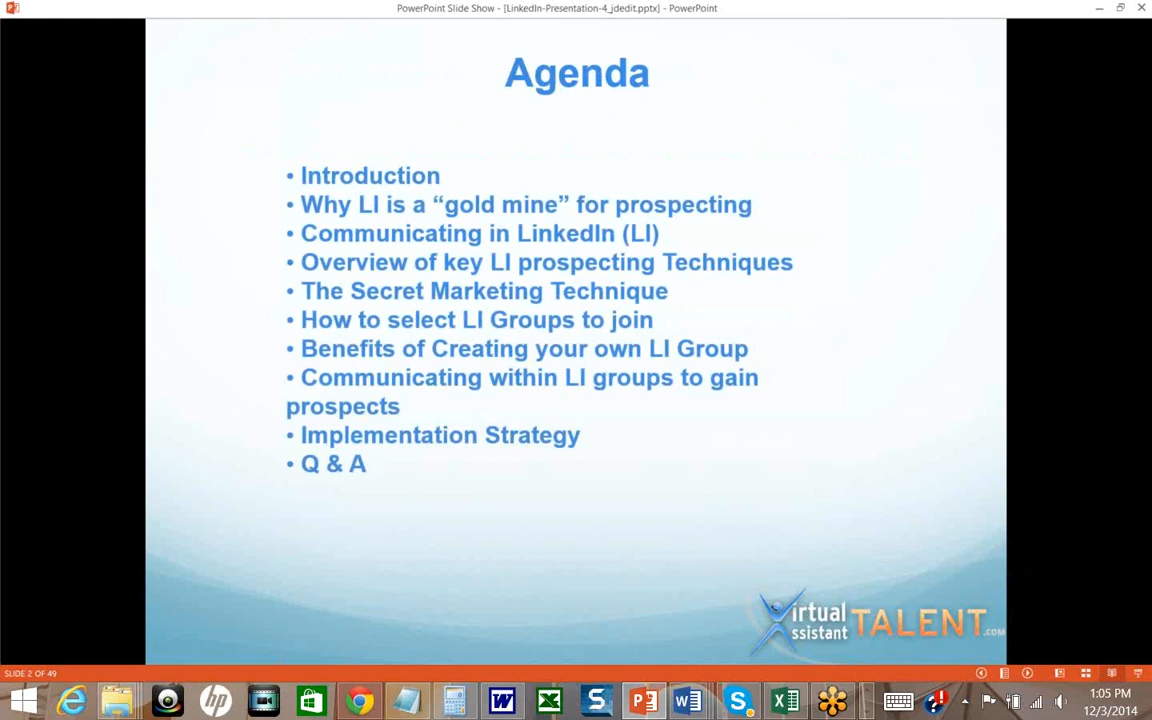 PowerPoint Slide Show - [LinkedIn-Presentation-4_jdedit.pptx] - PowerPoint
Agenda
• Introduction
• Why LI is a “gold mine” for prospecting
• Communicating in LinkedIn (LI)
• Overview of key LI prospecting Techniques
• The Secret Marketing Technique
• How to select LI Groups to join
• Benefits of Creating your own LI Group
• Communicating within LI groups to gain
prospects
• Implementation Strategy
• Q & A
Virtual
Assistant TALENT.com
SLIDE 2 OF 49
1:05 PM
12/3/2014